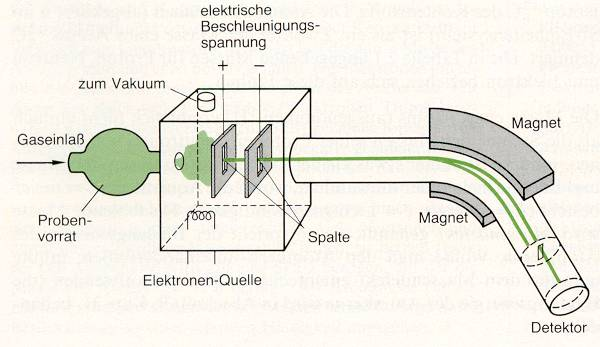 elektrische
Beschleunigungs-
spannung
+ −
zum Vakuum
Gaseinlaß
Magnet
Proben-
vorrat
Magnet
Spalte
Elektronen-Quelle
Detektor